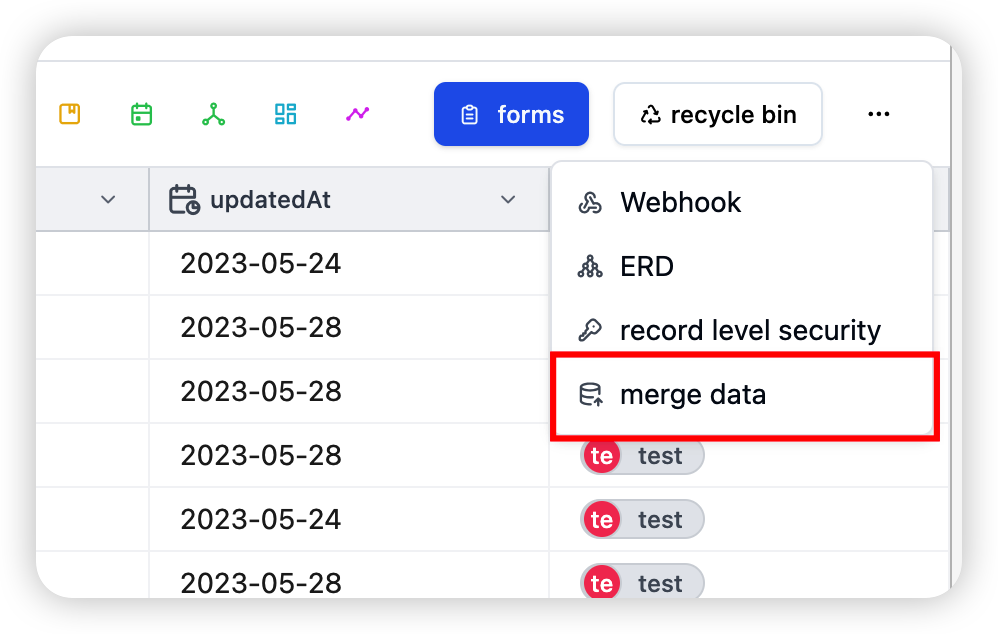 forms
recycle bin
updatedAt
Webhook
ERD
record level security
merge data
2023-05-24
2023-05-28
2023-05-28
2023-05-28
te test
2023-05-24
te test
2023-05-28
te test